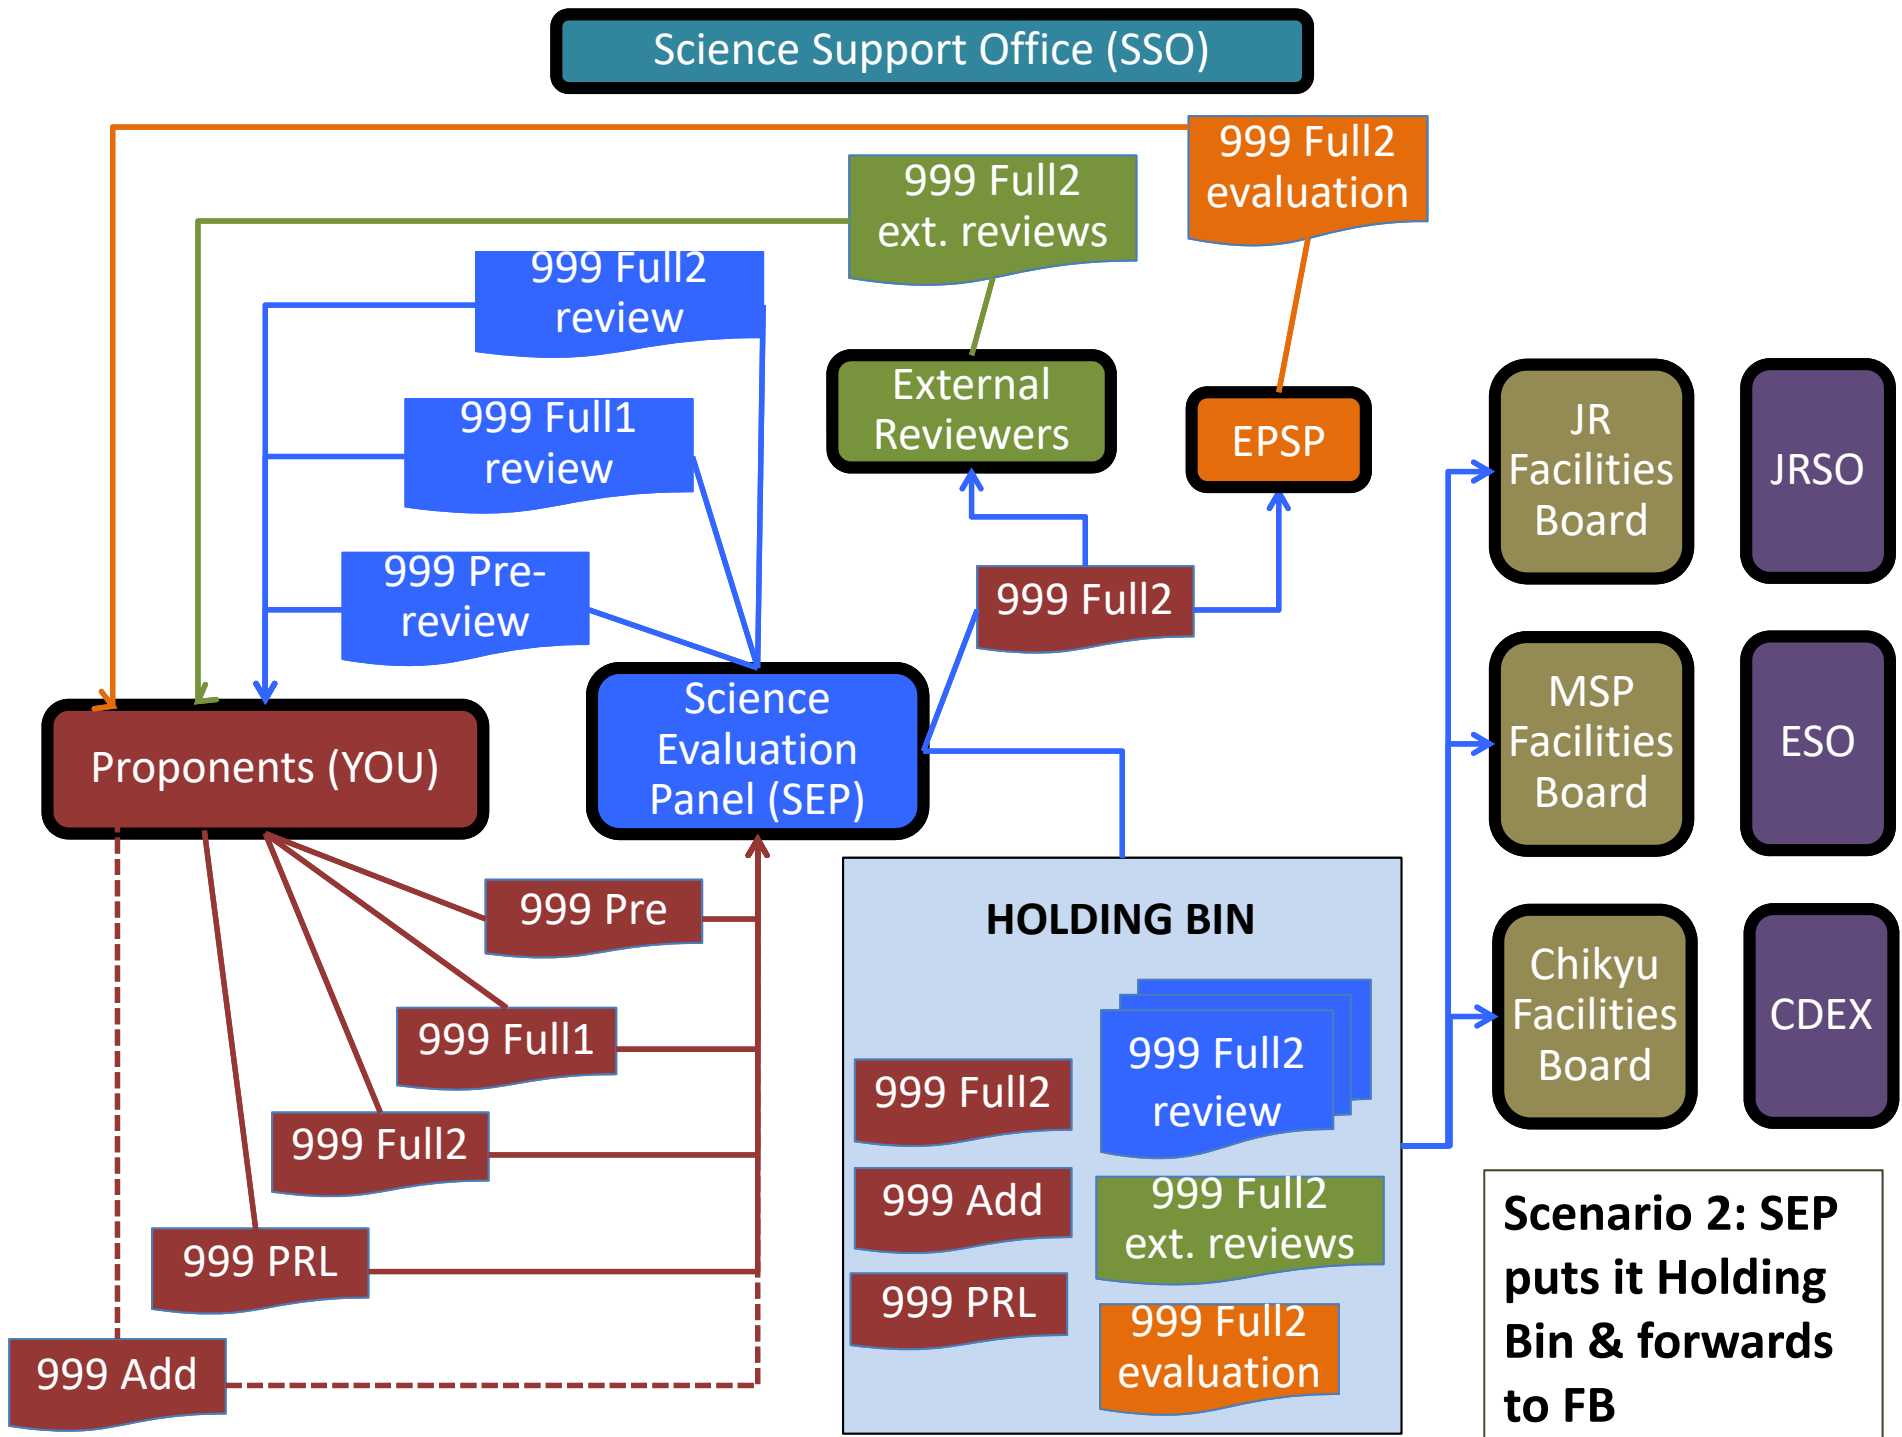 Science Support Office (SSO)
999 Full2
evaluation
999 Full2
ext. reviews
999 Full2
review
999 Full1
review
999 Pre-
review
External
Reviewers
EPSP
JR
Facilities
Board
JRSO
999 Full2
Proponents (YOU)
Science
Evaluation
Panel (SEP)
MSP
Facilities
Board
ESO
999 Pre
999 Full1
999 Full2
999 PRL
999 Add
HOLDING BIN
999 Full2
999 Add
999 PRL
999 Full2
review
999 Full2
ext. reviews
999 Full2
evaluation
Chikyu
Facilities
Board
CDEX
Scenario 2: SEP
puts it Holding
Bin & forwards
to FB